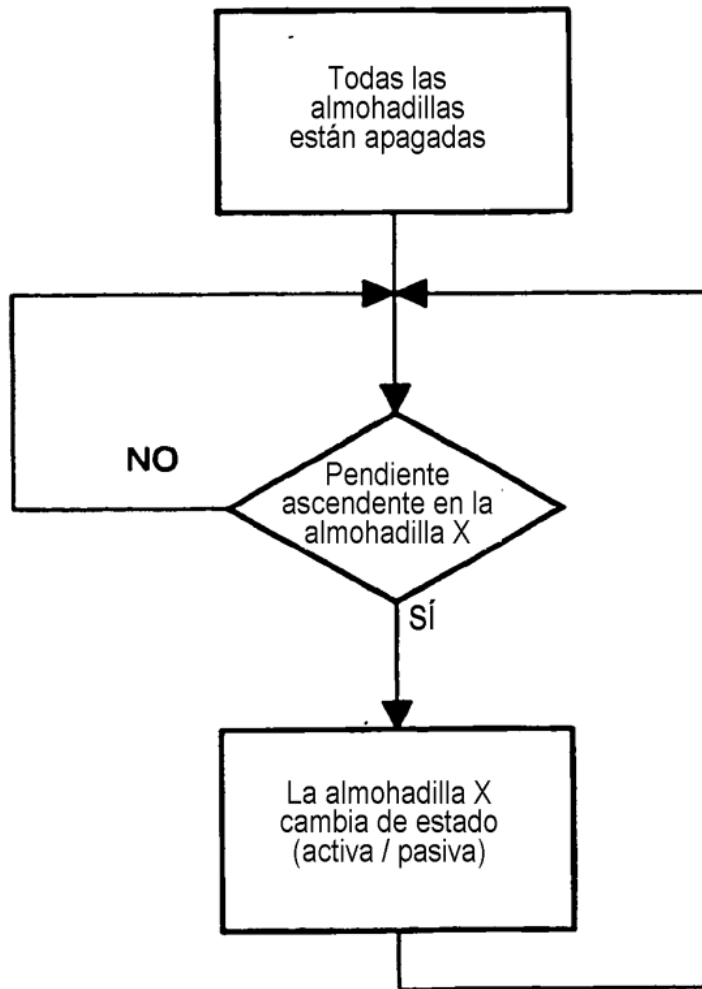 Todas las
almohadillas
están apagadas
NO
Pendiente
ascendente en la
almohadilla X
SÍ
La almohadilla X
cambia de estado
(activa / pasiva)